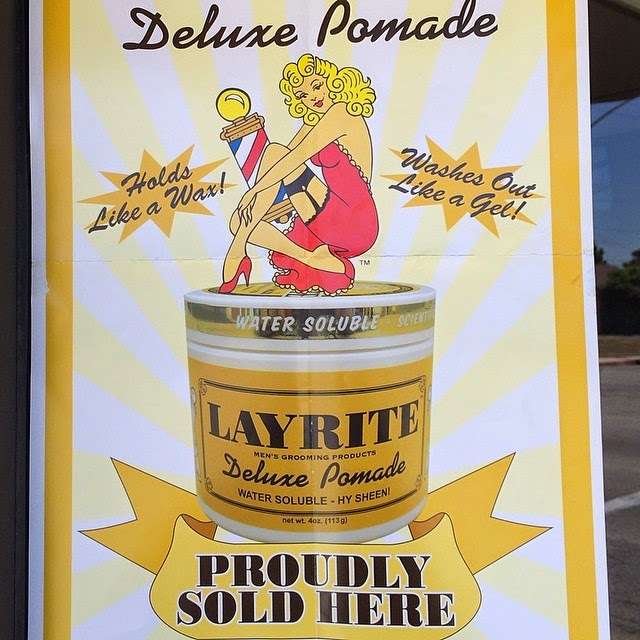 Deluxe Pomade
Holds
Like a Wax!
Washes Out
Like a Gel!
TM
WATER SOLUBLE
LAYRITE
MEN'S GROOMING PRODUCTS
Deluxe Pomade
WATER SOLUBLE - HY SHEEN!
net wt. 4oz. (113g)
PROUDLY
SOLD HERE